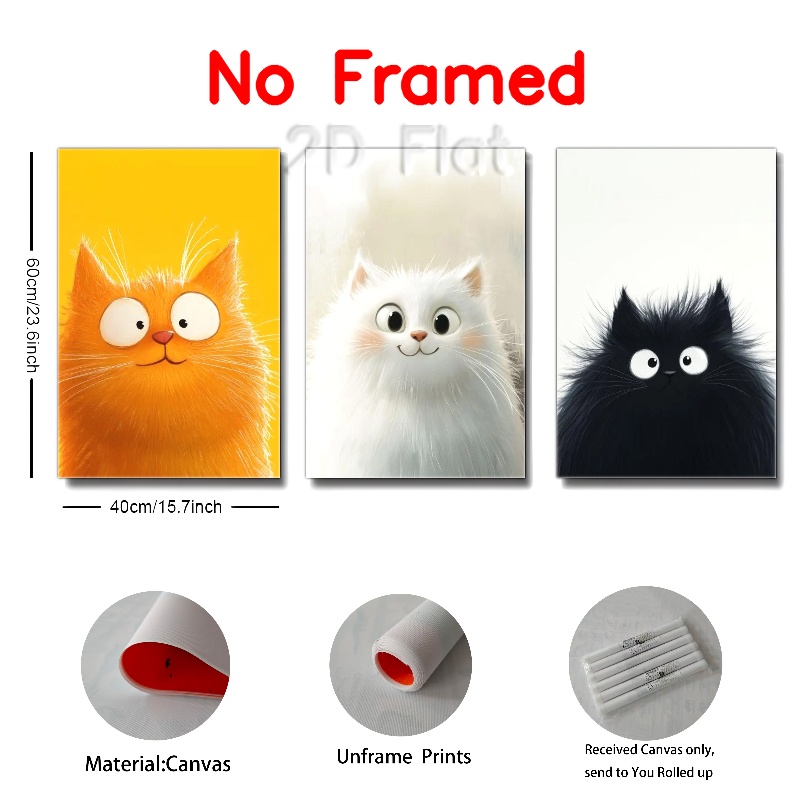 No Framed
2D Flat
60cm/23.6inch
40cm/15.7inch
Material:Canvas
Unframe Prints
Received Canvas only,
send to You Rolled up